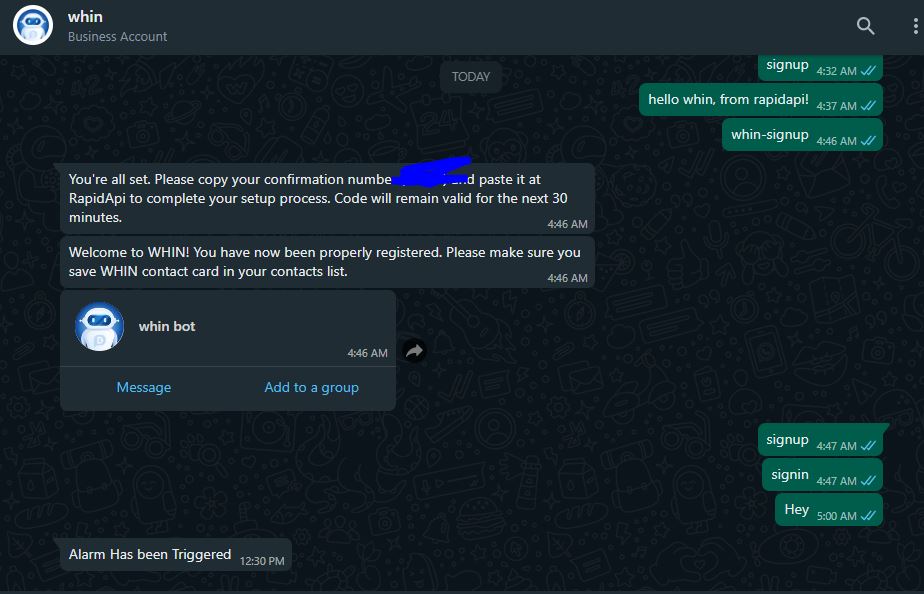 whin
Business Account
TODAY
signup 4:32 AM
hello whin, from rapidapi! 4:37 AM
whin-signup 4:46 AM
You're all set. Please copy your confirmation numbe nd paste it at
RapidApi to complete your setup process. Code will remain valid for the next 30
minutes.
4:46 AM
Welcome to WHIN! You have now been properly registered. Please make sure you
save WHIN contact card in your contacts list.
4:46 AM
whin bot
4:46 AM
Message Add to a group
signup 4:47 AM
signin 4:47 AM
Hey 5:00 AM
Alarm Has been Triggered 12:30 PM